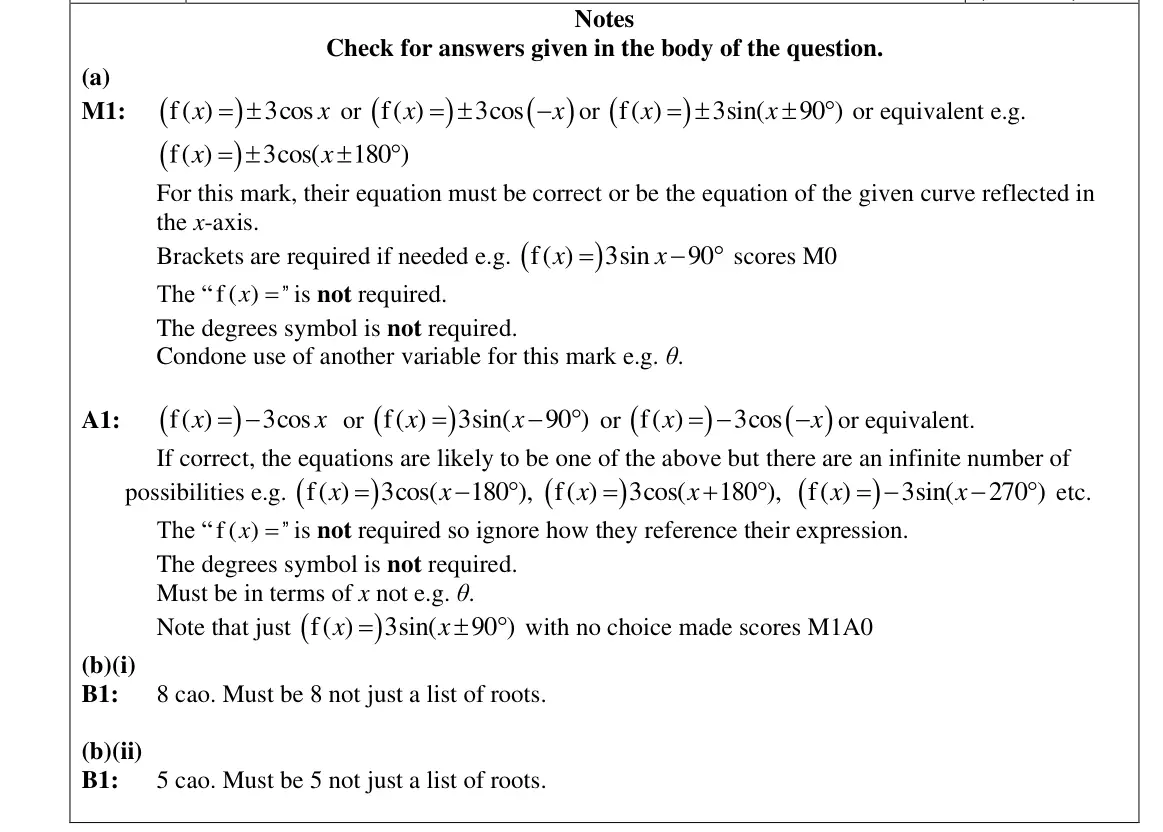 Notes
Check for answers given in the body of the question.
(a)
M1: (f(x)=)±3cos x or (f(x)=)±3cos(−x) or (f(x)=)±3sin(x±90°) or equivalent e.g.
(f(x)=)±3cos(x±180°)
For this mark, their equation must be correct or be the equation of the given curve reflected in
the x-axis.
Brackets are required if needed e.g. (f(x)=)3sin x−90° scores M0
The “f(x)=” is not required.
The degrees symbol is not required.
Condone use of another variable for this mark e.g. θ.
A1: (f(x)=)−3cos x or (f(x)=)3sin(x−90°) or (f(x)=)−3cos(−x) or equivalent.
If correct, the equations are likely to be one of the above but there are an infinite number of
possibilities e.g. (f(x)=)3cos(x−180°), (f(x)=)3cos(x+180°), (f(x)=)−3sin(x−270°) etc.
The “f(x)=” is not required so ignore how they reference their expression.
The degrees symbol is not required.
Must be in terms of x not e.g. θ.
Note that just (f(x)=)3sin(x±90°) with no choice made scores M1A0
(b)(i)
B1: 8 cao. Must be 8 not just a list of roots.
(b)(ii)
B1: 5 cao. Must be 5 not just a list of roots.